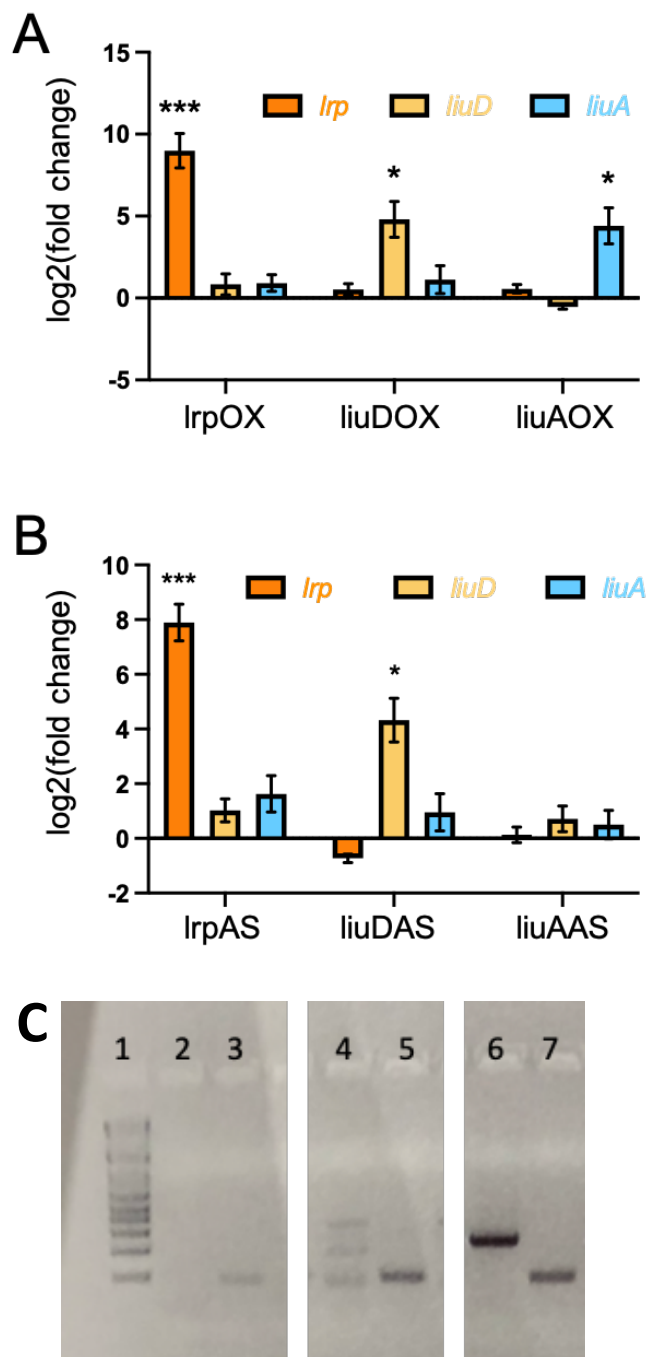 A
log2(fold change)
15
10
5
0
-5
lrp
liuD
liuA
***
*
*
lrpOX
liuDOX
liuAOX
B
log2(fold change)
10
8
6
4
2
0
-2
lrp
liuD
liuA
***
*
lrpAS
liuDAS
liuAAS
C
1 2 3 4 5 6 7